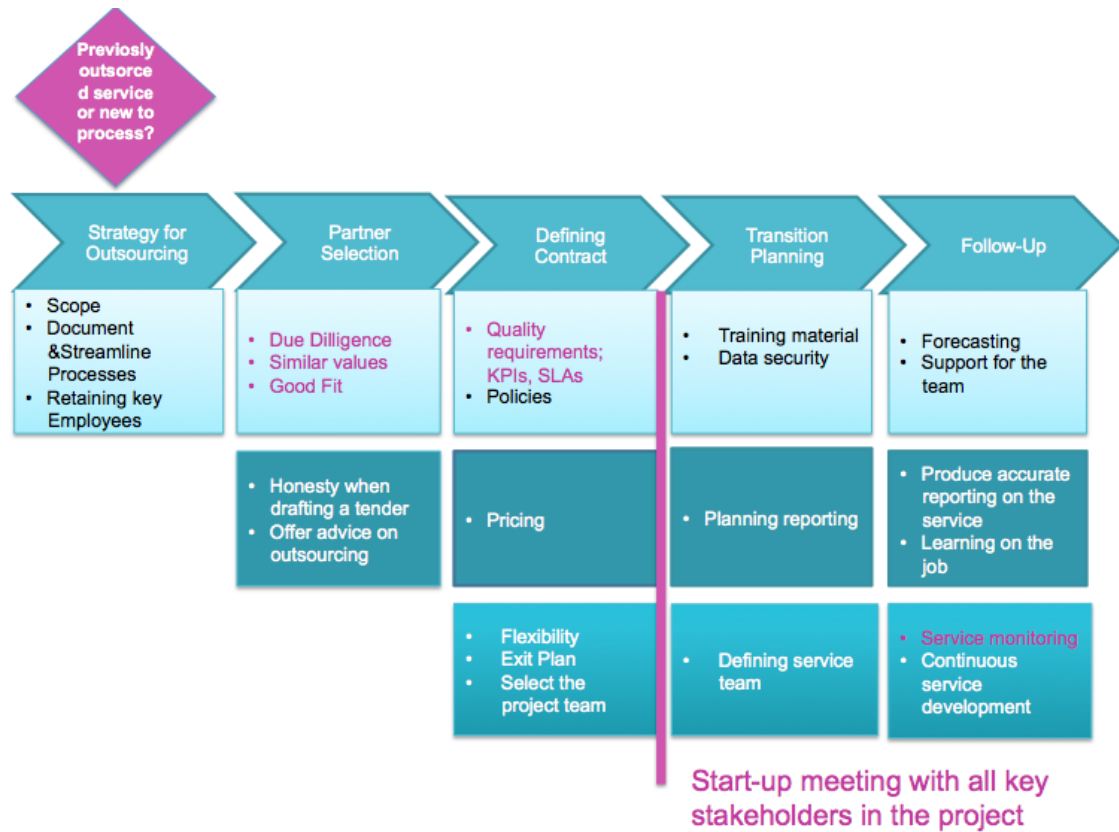 Previosly
outsorce
d service
or new to
process?
Strategy for
Outsourcing
Partner
Selection
Defining
Contract
Transition
Planning
Follow-Up
• Scope
• Document
&Streamline
Processes
• Retaining key
Employees
• Due Dilligence
• Similar values
• Good Fit
• Quality
requirements;
KPIs, SLAs
• Policies
• Training material
• Data security
• Forecasting
• Support for the
team
• Honesty when
drafting a tender
• Offer advice on
outsourcing
• Pricing
• Planning reporting
• Produce accurate
reporting on the
service
• Learning on the
job
• Flexibility
• Exit Plan
• Select the
project team
• Defining service
team
• Service monitoring
• Continuous
service
development
Start-up meeting with all key
stakeholders in the project